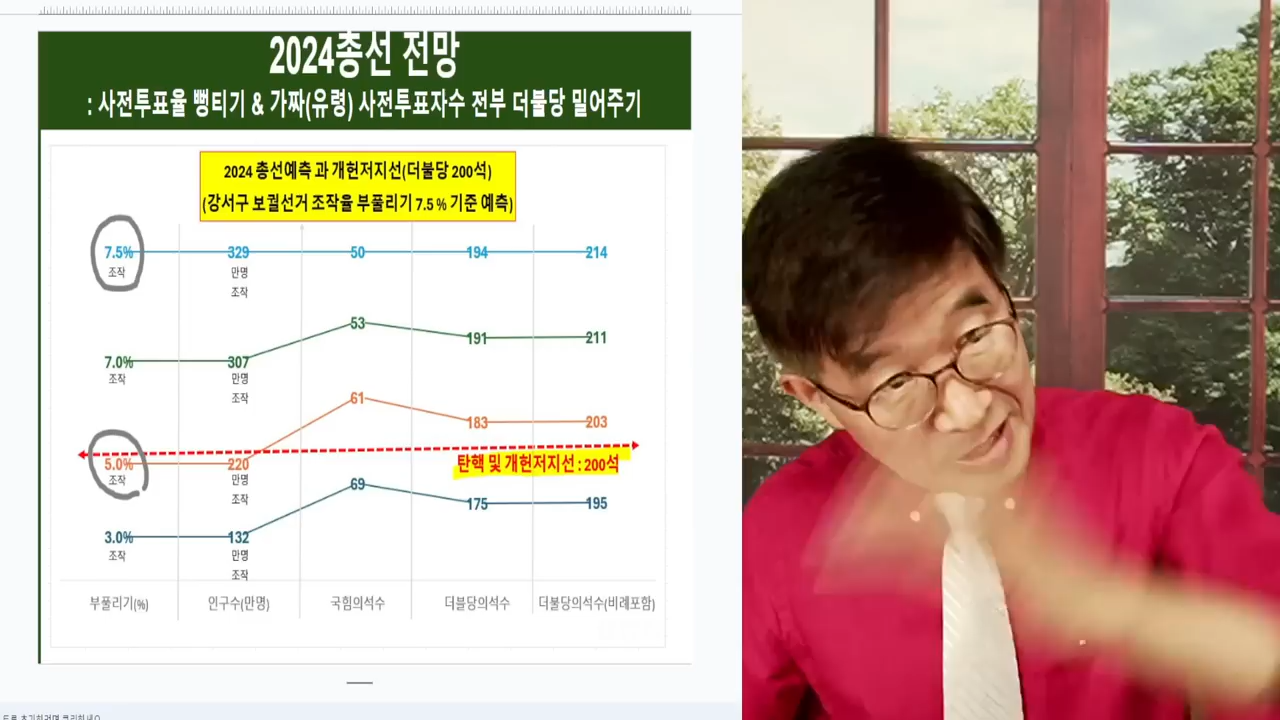 2024총선 전망
: 사전투표율 뻥티기 & 가짜(유령) 사전투표자수 전부 더불당 밀어주기
2024 총선예측 과 개헌저지선(더불당 200석)
(강서구 보궐선거 조작율 부풀리기 7.5 % 기준 예측)
7.5% 329 50 194 214
조작 만명
조작
53
191 211
7.0% 307
조작 만명
조작
61
183 203
탄핵 및 개헌저지선 : 200석
5.0% 220
조작 만명
조작
69
175 195
3.0% 132
조작 만명
조작
부풀리기(%) 인구수(만명) 국힘의석수 더블당의석수 더불당의석수(비례포함)